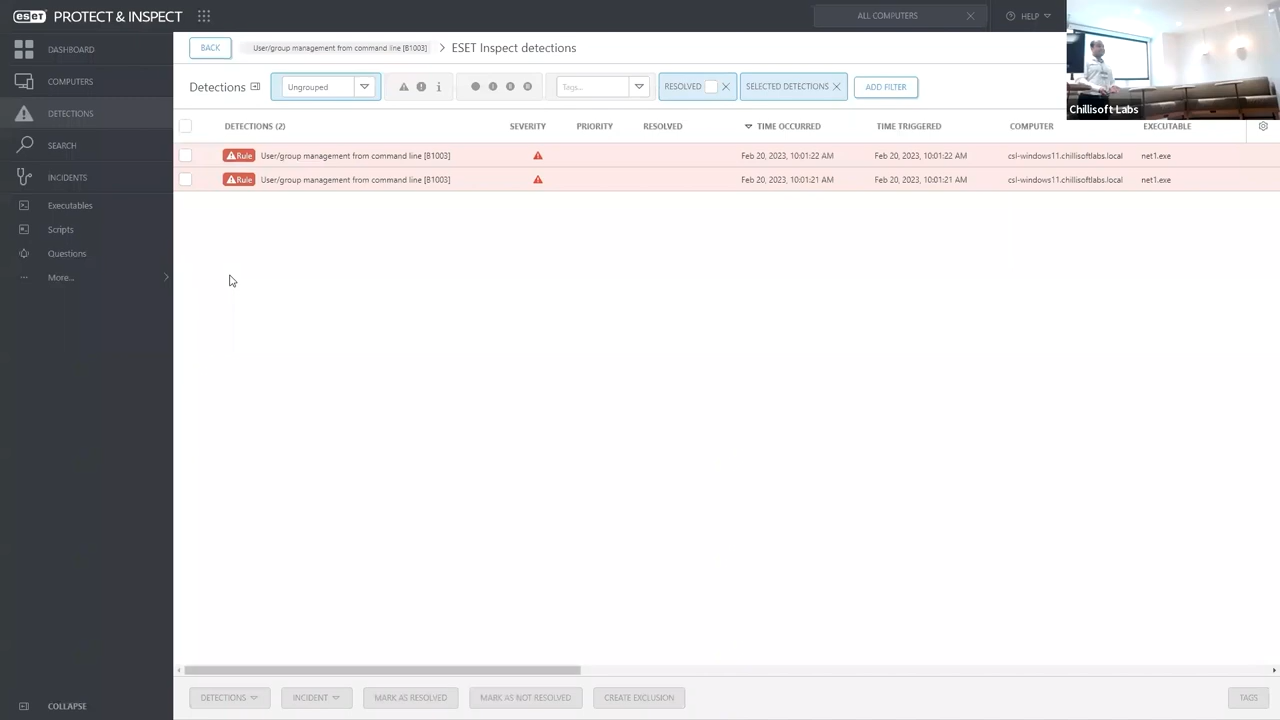 eset PROTECT & INSPECT
ALL COMPUTERS
HELP
DASHBOARD
COMPUTERS
DETECTIONS
SEARCH
INCIDENTS
Executables
Scripts
Questions
More...
COLLAPSE
BACK
User/group management from command line [B1003]
ESET Inspect detections
Detections
Ungrouped
Tags...
RESOLVED
SELECTED DETECTIONS
ADD FILTER
DETECTIONS (2) SEVERITY PRIORITY RESOLVED TIME OCCURRED TIME TRIGGERED COMPUTER EXECUTABLE
Rule User/group management from command line [B1003] Feb 20, 2023, 10:01:22 AM Feb 20, 2023, 10:01:22 AM csl-windows11.chillisoftlabs.local net1.exe
Rule User/group management from command line [B1003] Feb 20, 2023, 10:01:21 AM Feb 20, 2023, 10:01:21 AM csl-windows11.chillisoftlabs.local net1.exe
DETECTIONS
INCIDENT
MARK AS RESOLVED
MARK AS NOT RESOLVED
CREATE EXCLUSION
TAGS
Chillisoft Labs